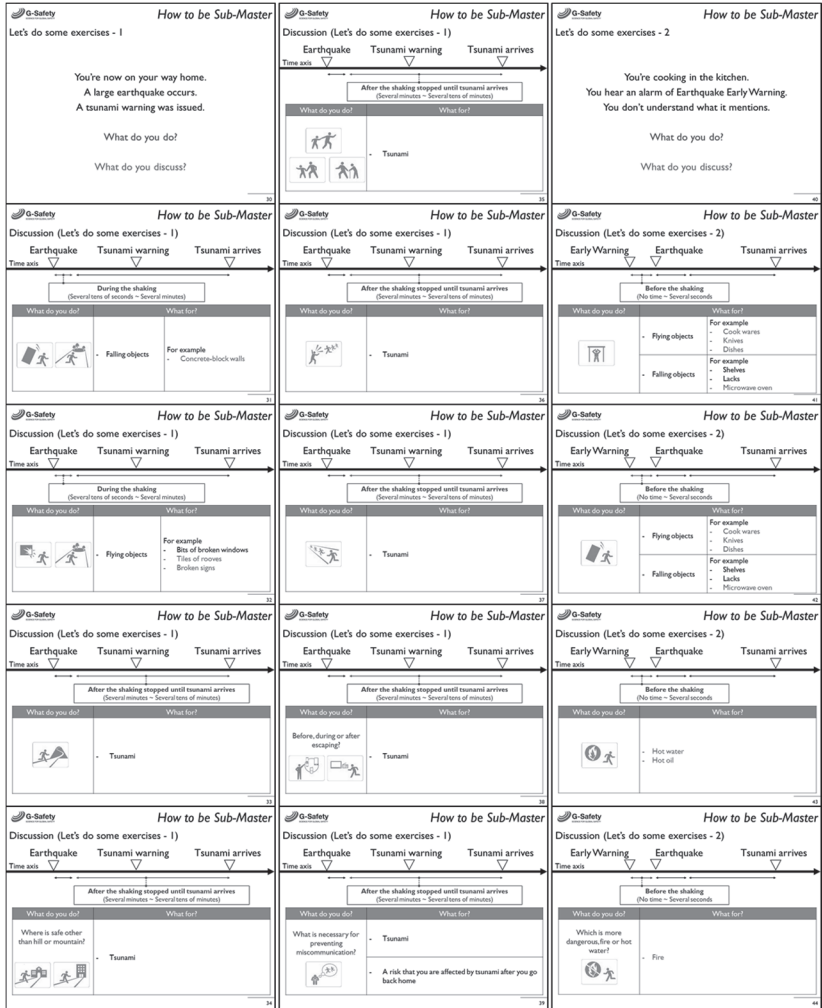 G-Safety
How to be Sub-Master
Let's do some exercises - 1
You're now on your way home.
A large earthquake occurs.
A tsunami warning was issued.
What do you do?
What do you discuss?
30
G-Safety
How to be Sub-Master
Discussion (Let's do some exercises - 1)
Earthquake Tsunami warning Tsunami arrives
Time axis
During the shaking
(Several tens of seconds ~ Several minutes)
What do you do? What for?
- Falling objects
For example
- Concrete-block walls
31
G-Safety
How to be Sub-Master
Discussion (Let's do some exercises - 1)
Earthquake Tsunami warning Tsunami arrives
Time axis
During the shaking
(Several tens of seconds ~ Several minutes)
What do you do? What for?
- Flying objects
For example
- Bits of broken windows
- Tiles of rooves
- Broken signs
32
G-Safety
How to be Sub-Master
Discussion (Let's do some exercises - 1)
Earthquake Tsunami warning Tsunami arrives
Time axis
After the shaking stopped until tsunami arrives
(Several minutes ~ Several tens of minutes)
What do you do? What for?
- Tsunami
33
G-Safety
How to be Sub-Master
Discussion (Let's do some exercises - 1)
Earthquake Tsunami warning Tsunami arrives
Time axis
After the shaking stopped until tsunami arrives
(Several minutes ~ Several tens of minutes)
What do you do? What for?
Where is safe other
than hill or mountain?
- Tsunami
34
G-Safety
How to be Sub-Master
Discussion (Let's do some exercises - 1)
Earthquake Tsunami warning Tsunami arrives
Time axis
After the shaking stopped until tsunami arrives
(Several minutes ~ Several tens of minutes)
What do you do? What for?
- Tsunami
35
G-Safety
How to be Sub-Master
Discussion (Let's do some exercises - 1)
Earthquake Tsunami warning Tsunami arrives
Time axis
After the shaking stopped until tsunami arrives
(Several minutes ~ Several tens of minutes)
What do you do? What for?
- Tsunami
36
G-Safety
How to be Sub-Master
Discussion (Let's do some exercises - 1)
Earthquake Tsunami warning Tsunami arrives
Time axis
After the shaking stopped until tsunami arrives
(Several minutes ~ Several tens of minutes)
What do you do? What for?
- Tsunami
37
G-Safety
How to be Sub-Master
Discussion (Let's do some exercises - 1)
Earthquake Tsunami warning Tsunami arrives
Time axis
After the shaking stopped until tsunami arrives
(Several minutes ~ Several tens of minutes)
What do you do? What for?
Before, during or after
escaping?
- Tsunami
38
G-Safety
How to be Sub-Master
Discussion (Let's do some exercises - 1)
Earthquake Tsunami warning Tsunami arrives
Time axis
After the shaking stopped until tsunami arrives
(Several minutes ~ Several tens of minutes)
What do you do? What for?
What is necessary for
preventing
miscommunication?
- Tsunami
- A risk that you are affected by tsunami after you go
back home
39
G-Safety
How to be Sub-Master
Let's do some exercises - 2
You're cooking in the kitchen.
You hear an alarm of Earthquake Early Warning.
You don't understand what it mentions.
What do you do?
What do you discuss?
40
G-Safety
How to be Sub-Master
Discussion (Let's do some exercises - 2)
Early Warning Earthquake Tsunami arrives
Time axis
Before the shaking
(No time ~ Several seconds
What do you do? What for?
- Flying objects
For example
- Cook wares
- Knives
- Dishes
- Falling objects
For example
- Shelves
- Lacks
- Microwave oven
41
G-Safety
How to be Sub-Master
Discussion (Let's do some exercises - 2)
Early Warning Earthquake Tsunami arrives
Time axis
Before the shaking
(No time ~ Several seconds
What do you do? What for?
- Flying objects
For example
- Cook wares
- Knives
- Dishes
- Falling objects
For example
- Shelves
- Lacks
- Microwave oven
42
G-Safety
How to be Sub-Master
Discussion (Let's do some exercises - 2)
Early Warning Earthquake Tsunami arrives
Time axis
Before the shaking
(No time ~ Several seconds
What do you do? What for?
- Hot water
- Hot oil
43
G-Safety
How to be Sub-Master
Discussion (Let's do some exercises - 2)
Early Warning Earthquake Tsunami arrives
Time axis
Before the shaking
(No time ~ Several seconds
What do you do? What for?
Which is more
dangerous, fire or hot
water?
- Fire
44